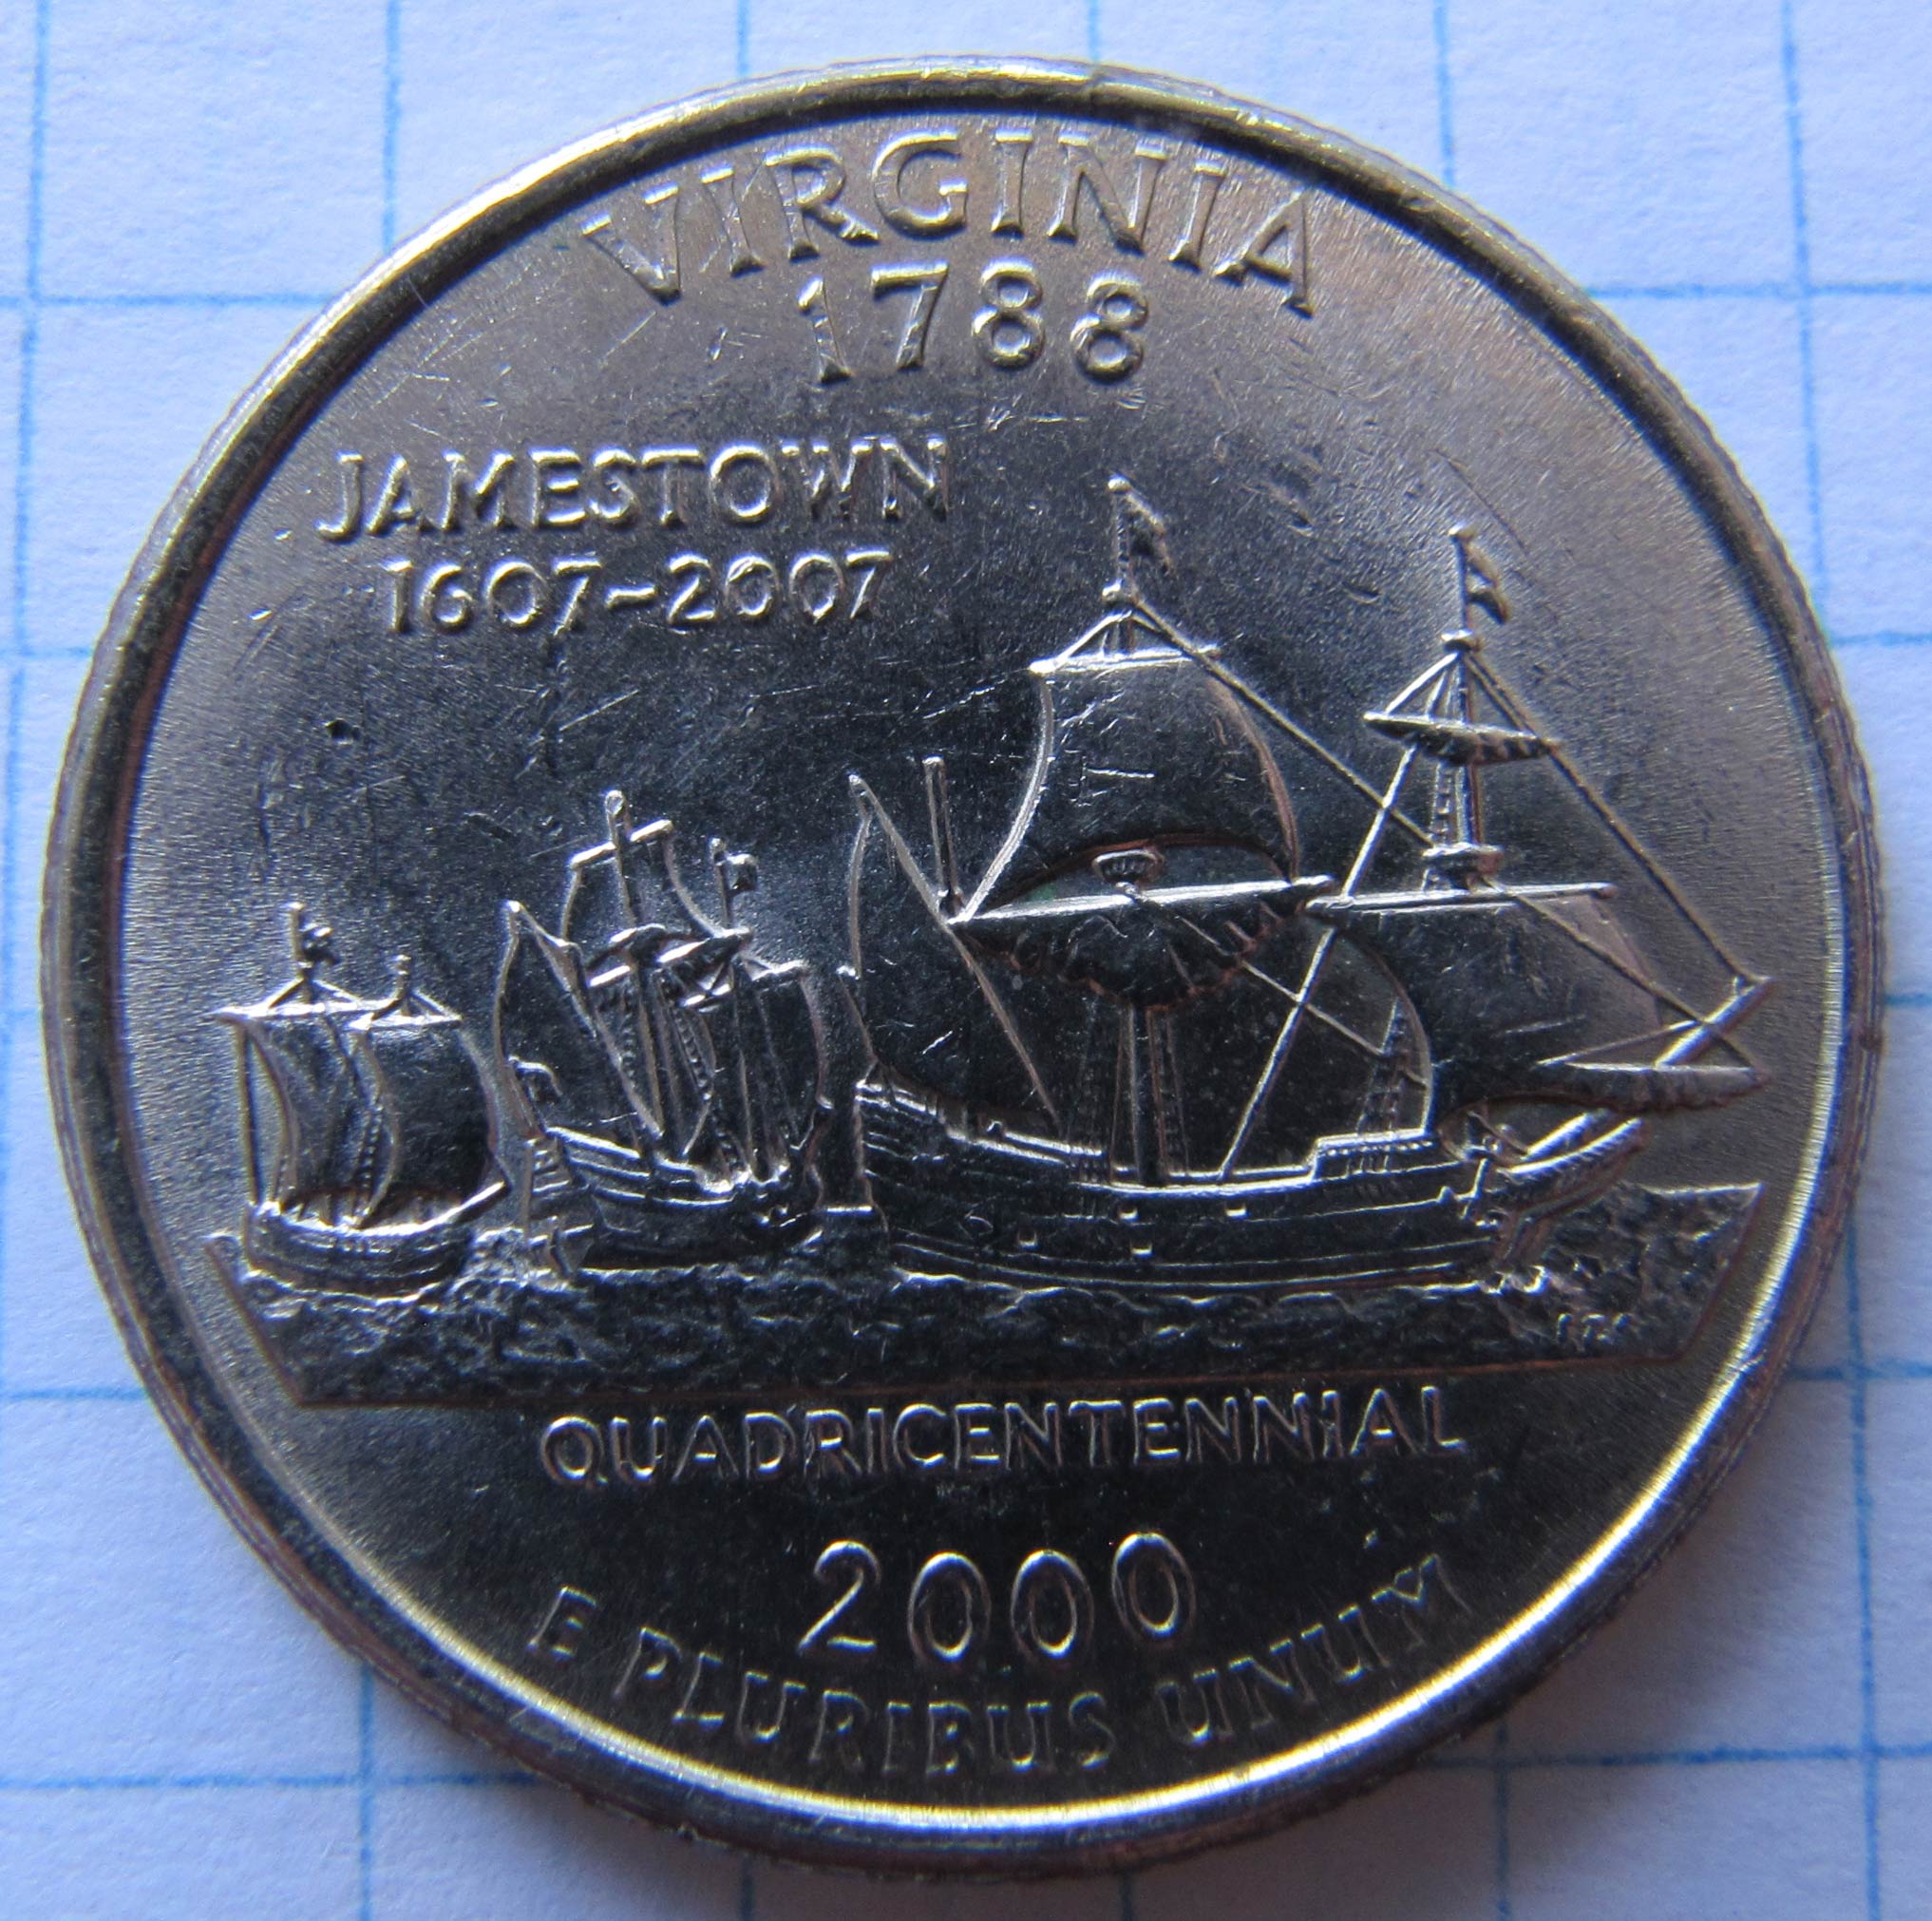 VIRGINIA
1788
JAMESTOWN
1607-2007
QUADRICENTENNIAL
2000
E PLURIBUS UNUM